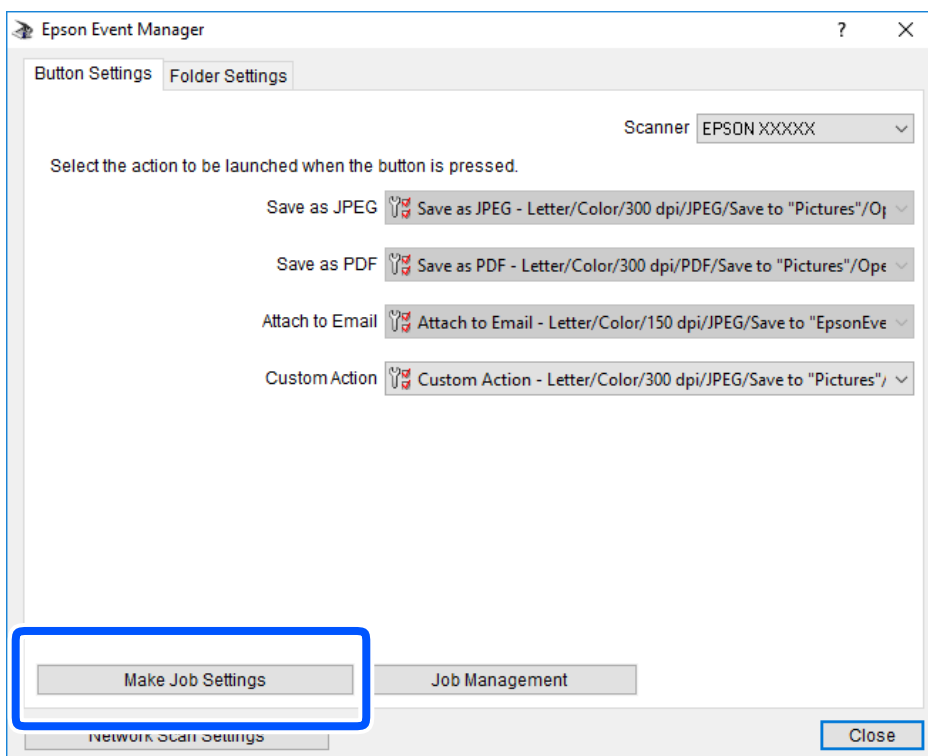 Epson Event Manager
Button Settings Folder Settings
Scanner EPSON XXXXX
Select the action to be launched when the button is pressed.
Save as JPEG Save as JPEG - Letter/Color/300 dpi/JPEG/Save to "Pictures"/Op
Save as PDF Save as PDF - Letter/Color/300 dpi/PDF/Save to "Pictures"/Ope
Attach to Email Attach to Email - Letter/Color/150 dpi/JPEG/Save to "EpsonEve
Custom Action Custom Action - Letter/Color/300 dpi/JPEG/Save to "Pictures"/
Make Job Settings Job Management
Network Scan Settings Close